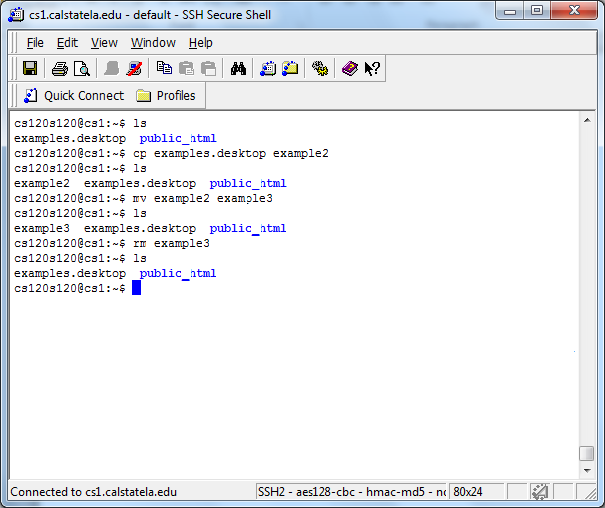 cs1.calstatela.edu - default - SSH Secure Shell
File Edit View Window Help
Quick Connect Profiles
cs120s120@cs1:~$ ls
examples.desktop public_html
cs120s120@cs1:~$ cp examples.desktop example2
cs120s120@cs1:~$ ls
example2 examples.desktop public_html
cs120s120@cs1:~$ mv example2 example3
cs120s120@cs1:~$ ls
example3 examples.desktop public_html
cs120s120@cs1:~$ rm example3
cs120s120@cs1:~$ ls
examples.desktop public_html
cs120s120@cs1:~$
Connected to cs1.calstatela.edu SSH2 - aes128-cbc - hmac-md5 - nc 80x24